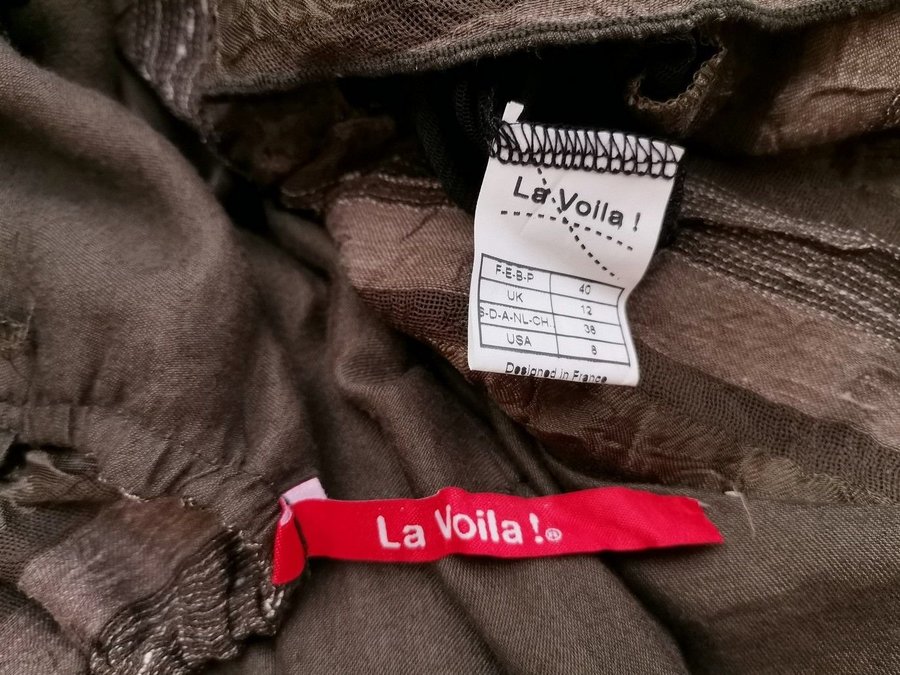 La Voila !
F-E-B-P 40
UK 12
S-D-A-NL-CH. 38
USA 8
Designed in France
La Voila ! ®